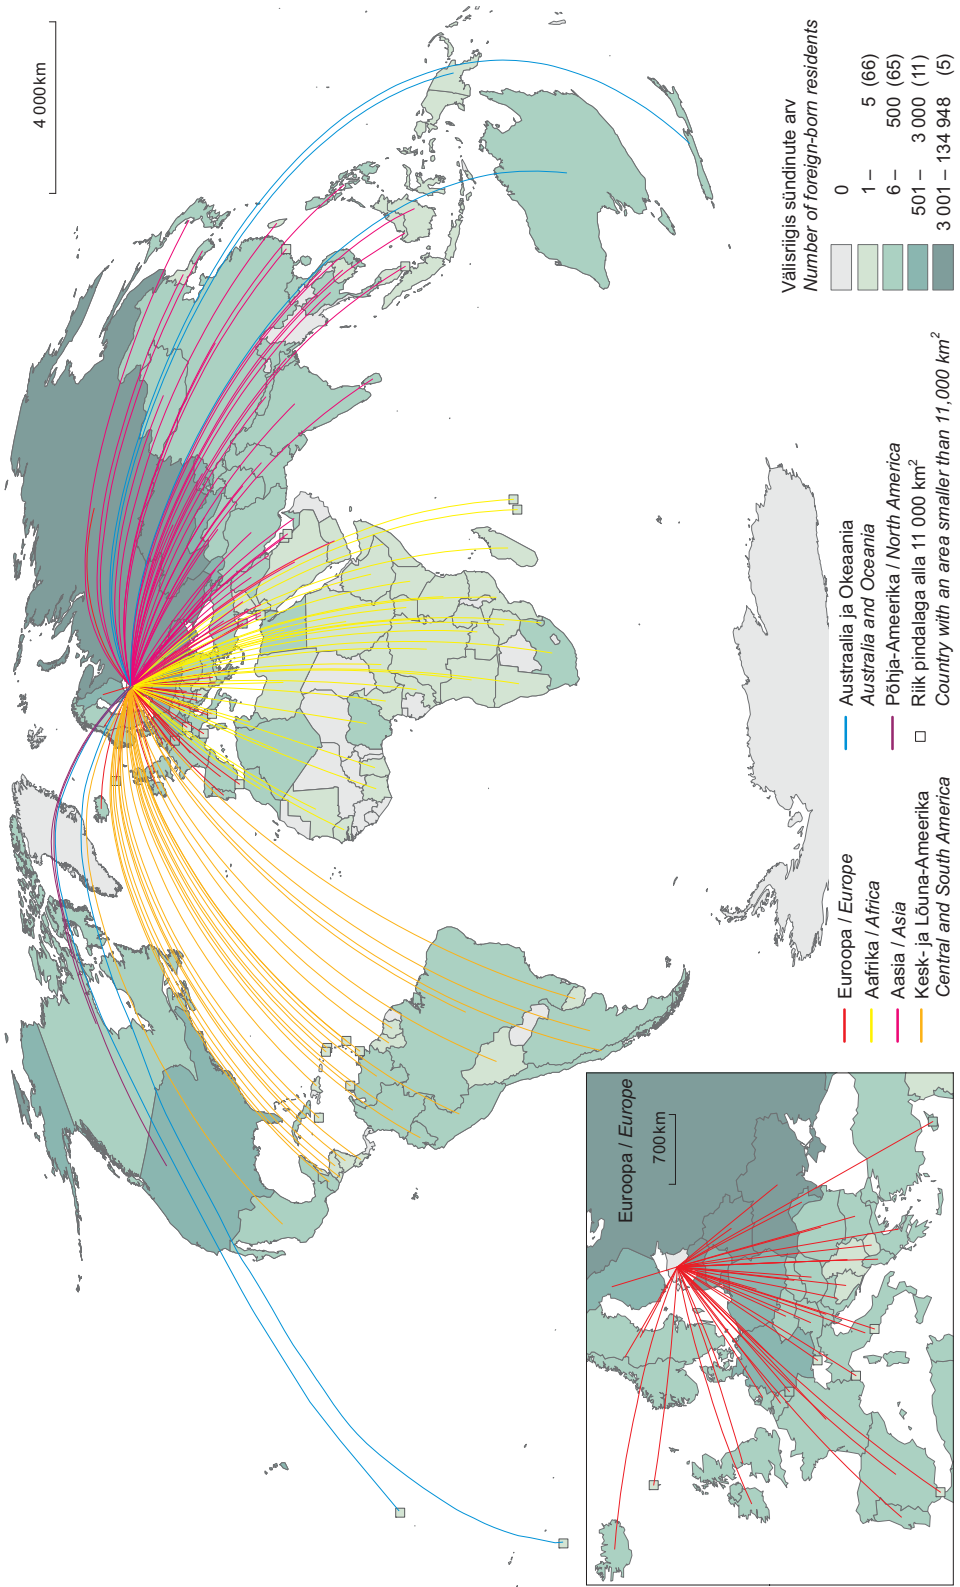 4 000 km
Välisriigis sündinute arv
Number of foreign-born residents
0
1 – 5 (66)
6 – 500 (65)
501 – 3 000 (11)
3 001 – 134 948 (5)
Euroopa / Europe
Aafrika / Africa
Aasia / Asia
Kesk- ja Lõuna-Ameerika
Central and South America
Austraalia ja Okeaania
Australia and Oceania
Põhja-Ameerika / North America
Riik pindalaga alla 11 000 km²
Country with an area smaller than 11,000 km²
Euroopa / Europe
700 km